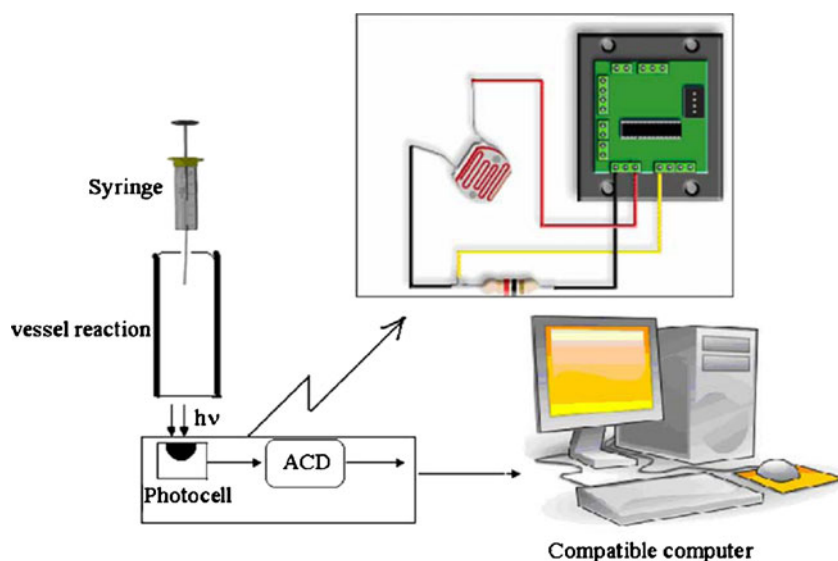 Syringe
vessel reaction
hν
ACD
Photocell
Compatible computer